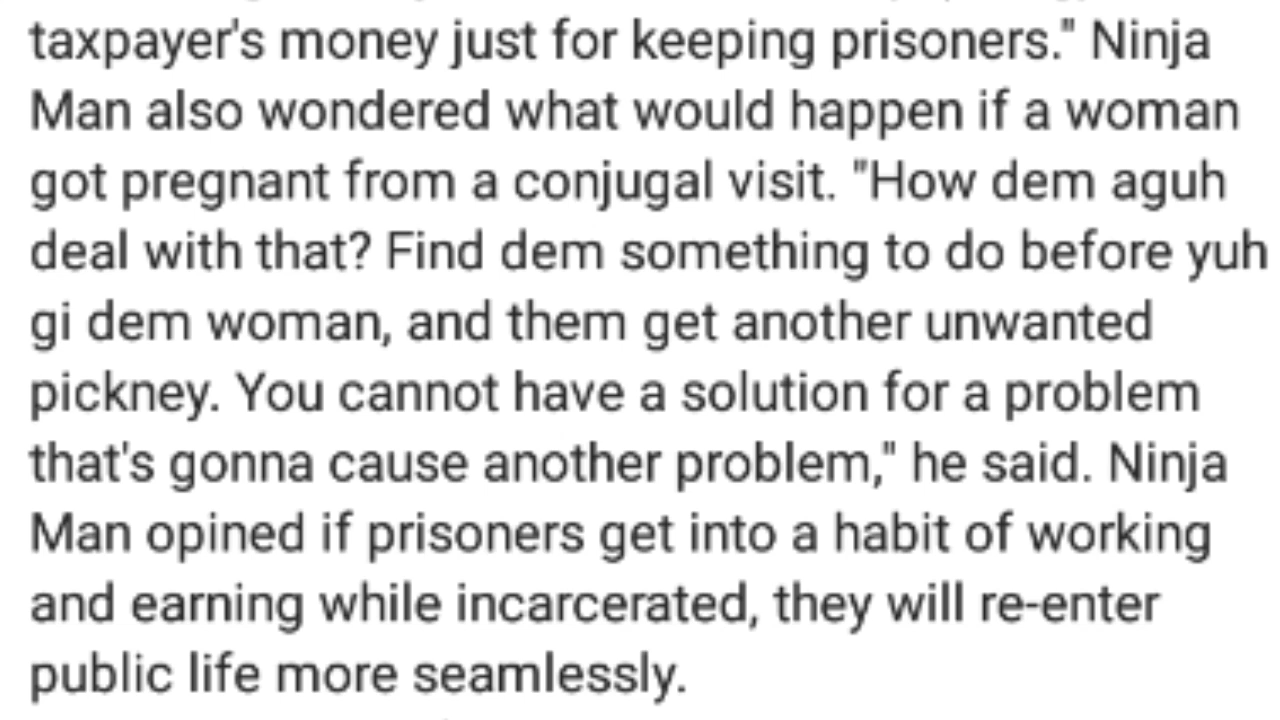 taxpayer's money just for keeping prisoners." Ninja
Man also wondered what would happen if a woman
got pregnant from a conjugal visit. "How dem aguh
deal with that? Find dem something to do before yuh
gi dem woman, and them get another unwanted
pickney. You cannot have a solution for a problem
that's gonna cause another problem," he said. Ninja
Man opined if prisoners get into a habit of working
and earning while incarcerated, they will re-enter
public life more seamlessly.